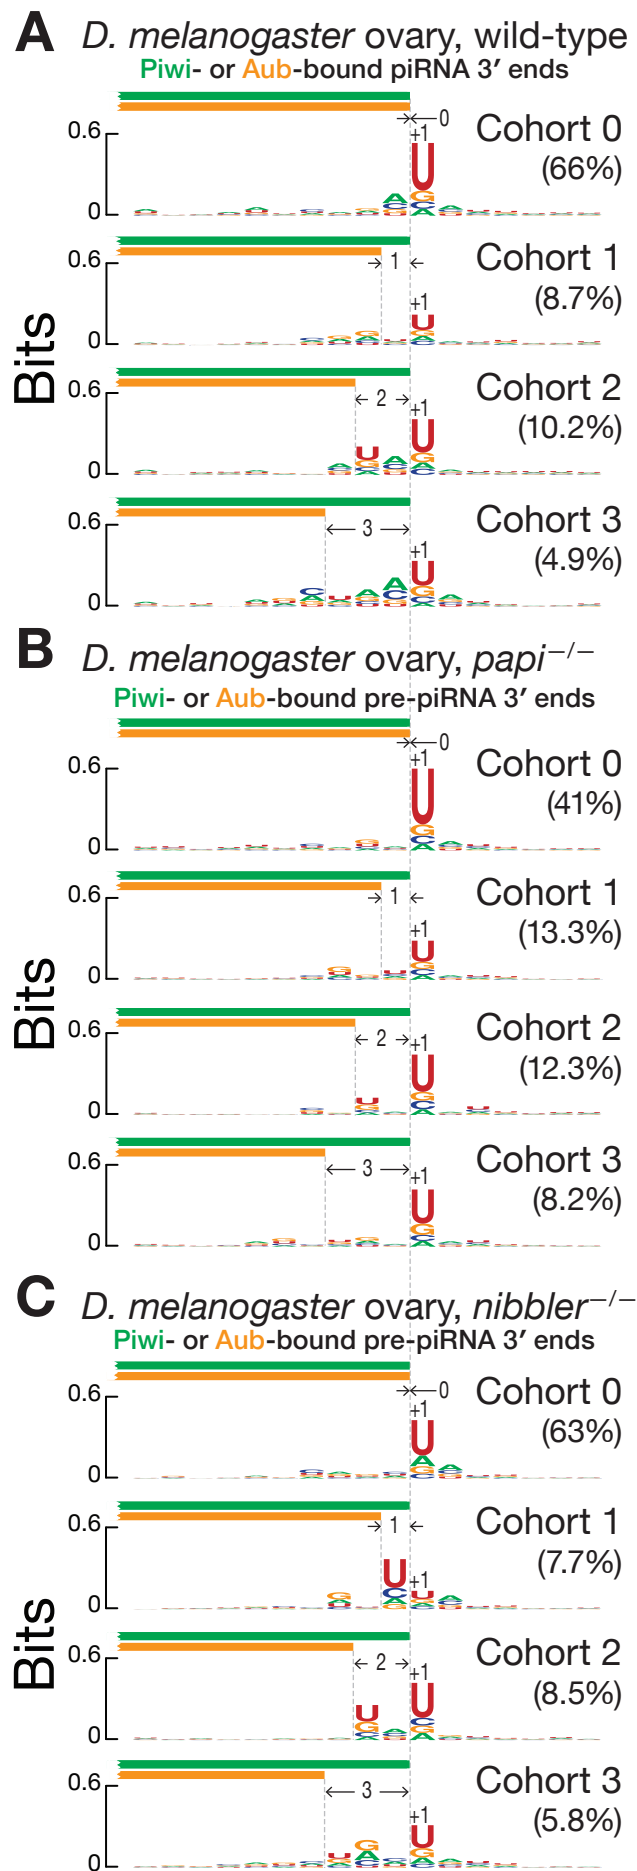 A D. melanogaster ovary, wild-type
Piwi- or Aub-bound piRNA 3′ ends
0
0.6
+1
U
Cohort 0
(66%)
0
Cohort 1
0.6
1
(8.7%)
+1
U
0
Cohort 2
0.6
2
(10.2%)
+1
U
0
Cohort 3
0.6
3
(4.9%)
+1
U
0
Bits
B D. melanogaster ovary, papi−/−
Piwi- or Aub-bound pre-piRNA 3′ ends
0
0.6
+1
U
Cohort 0
(41%)
0
Cohort 1
0.6
1
(13.3%)
+1
U
0
Cohort 2
0.6
2
(12.3%)
+1
U
0
Cohort 3
0.6
3
(8.2%)
+1
U
0
Bits
C D. melanogaster ovary, nibbler−/−
Piwi- or Aub-bound pre-piRNA 3′ ends
0
0.6
+1
U
Cohort 0
(63%)
0
Cohort 1
0.6
1
(7.7%)
U
+1
0
Cohort 2
0.6
2
(8.5%)
+1
U
0
Cohort 3
0.6
3
(5.8%)
+1
U
0
Bits